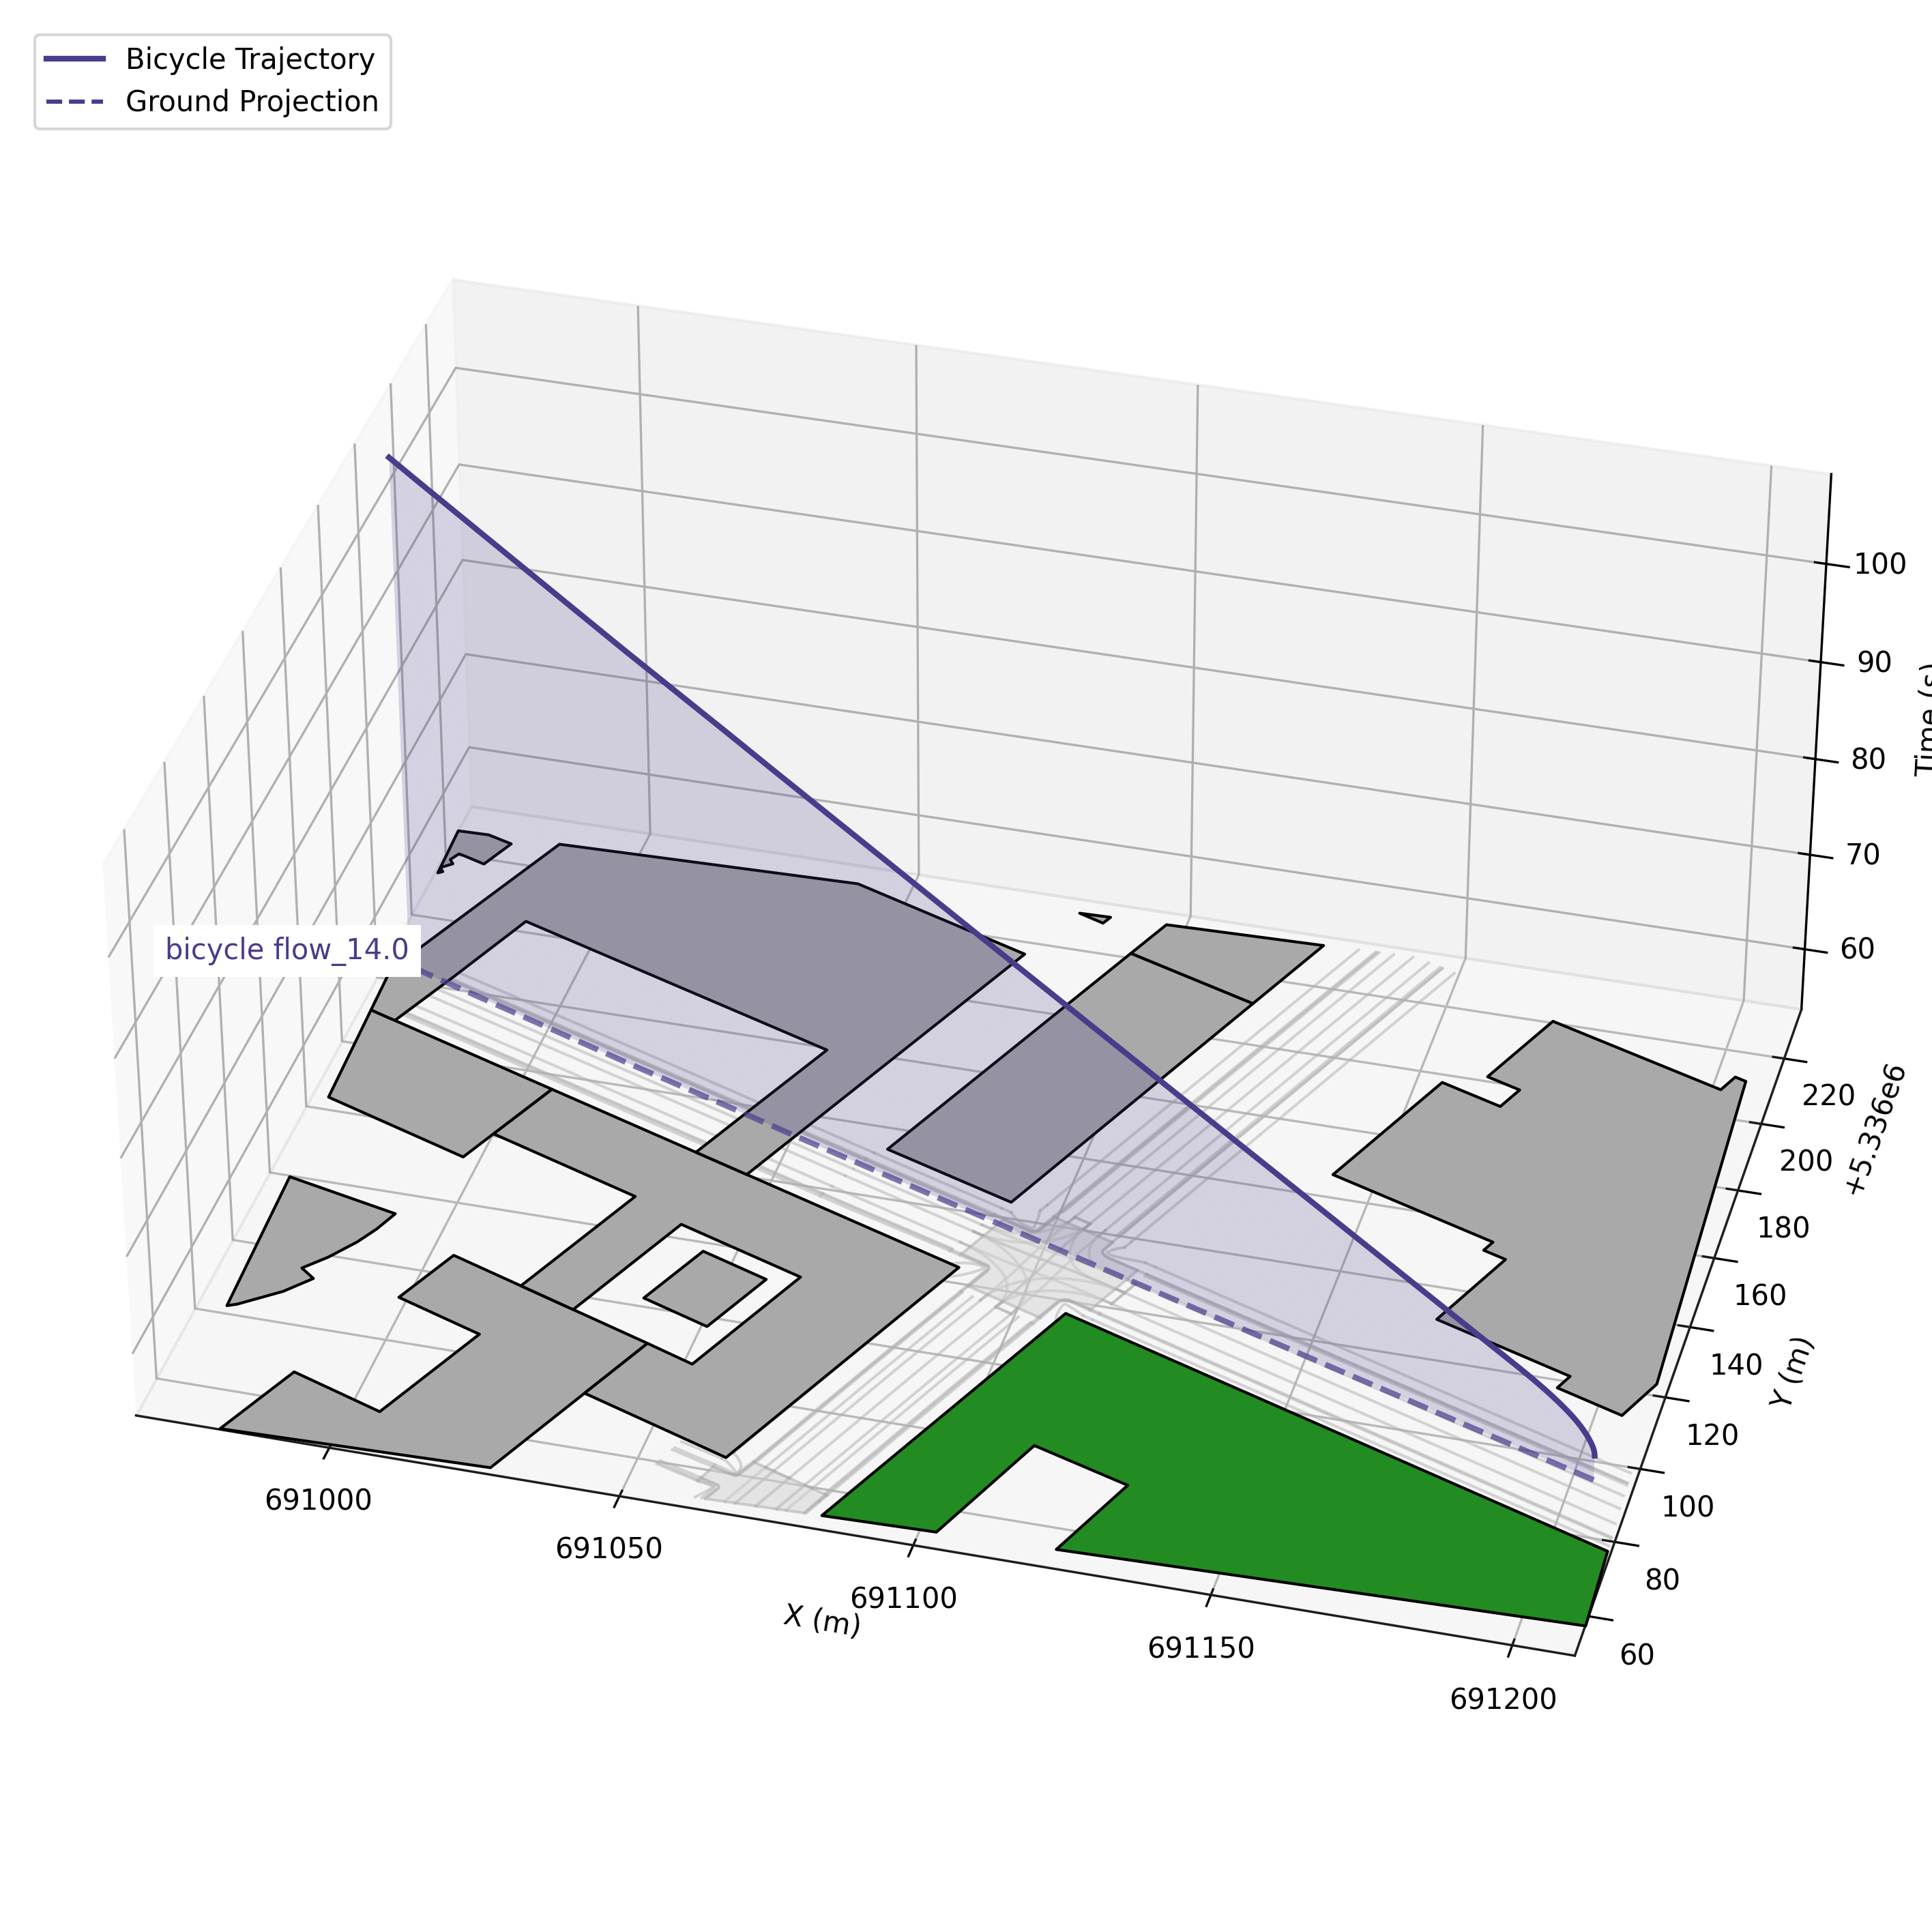 Bicycle Trajectory
Ground Projection
100
90
80
70
60
Time (s)
bicycle flow_14.0
220
200
180
160
140
120
100
80
60
+5.336e6
Y (m)
691000
691050
691100
691150
691200
X (m)